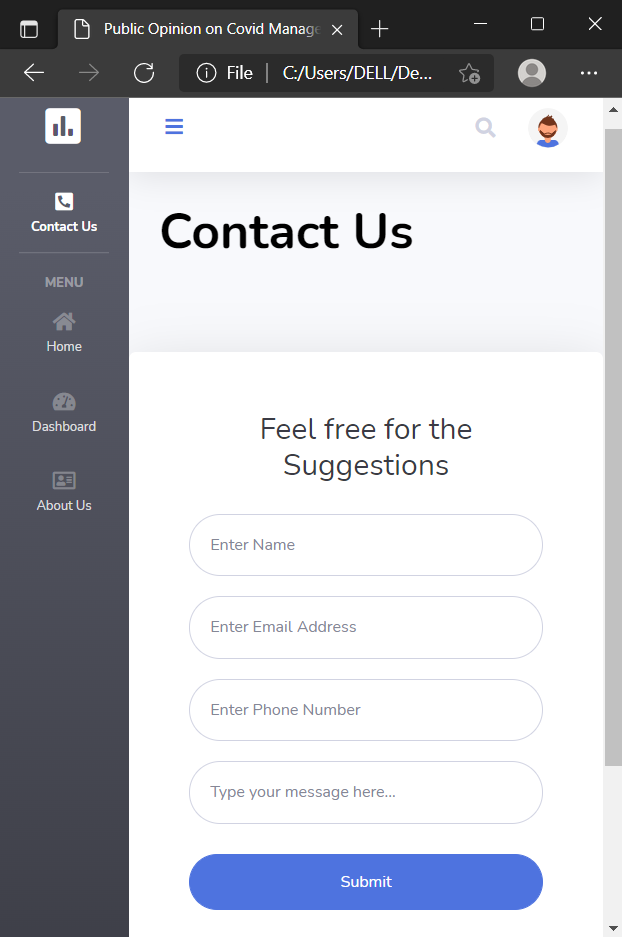 Public Opinion on Covid Manage
File
C:/Users/DELL/De...
Contact Us
MENU
Home
Dashboard
About Us
Contact Us
Feel free for the
Suggestions
Enter Name
Enter Email Address
Enter Phone Number
Type your message here...
Submit